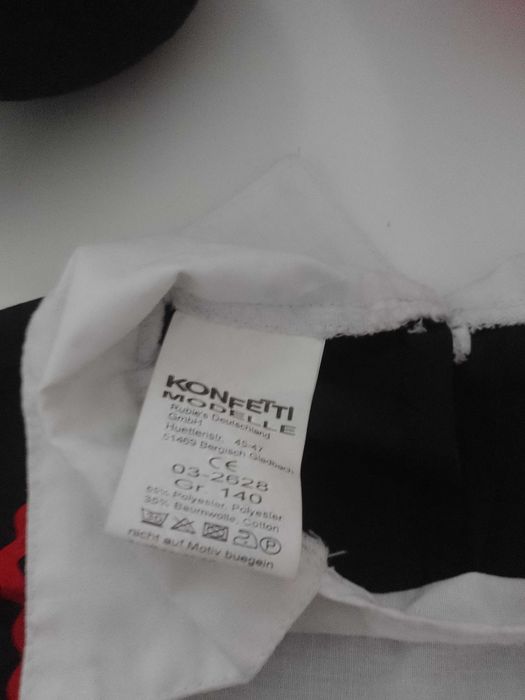 KONFETTI
MODELLE
Rubie's Deutschland
GmbH
Huettenstr. 45-47
51469 Bergisch Gladbach
CE
03-2628
Gr 140
65% Polyester, Polyester
35% Baumwolle, Cotton
30 P
nicht auf Motiv buegeln